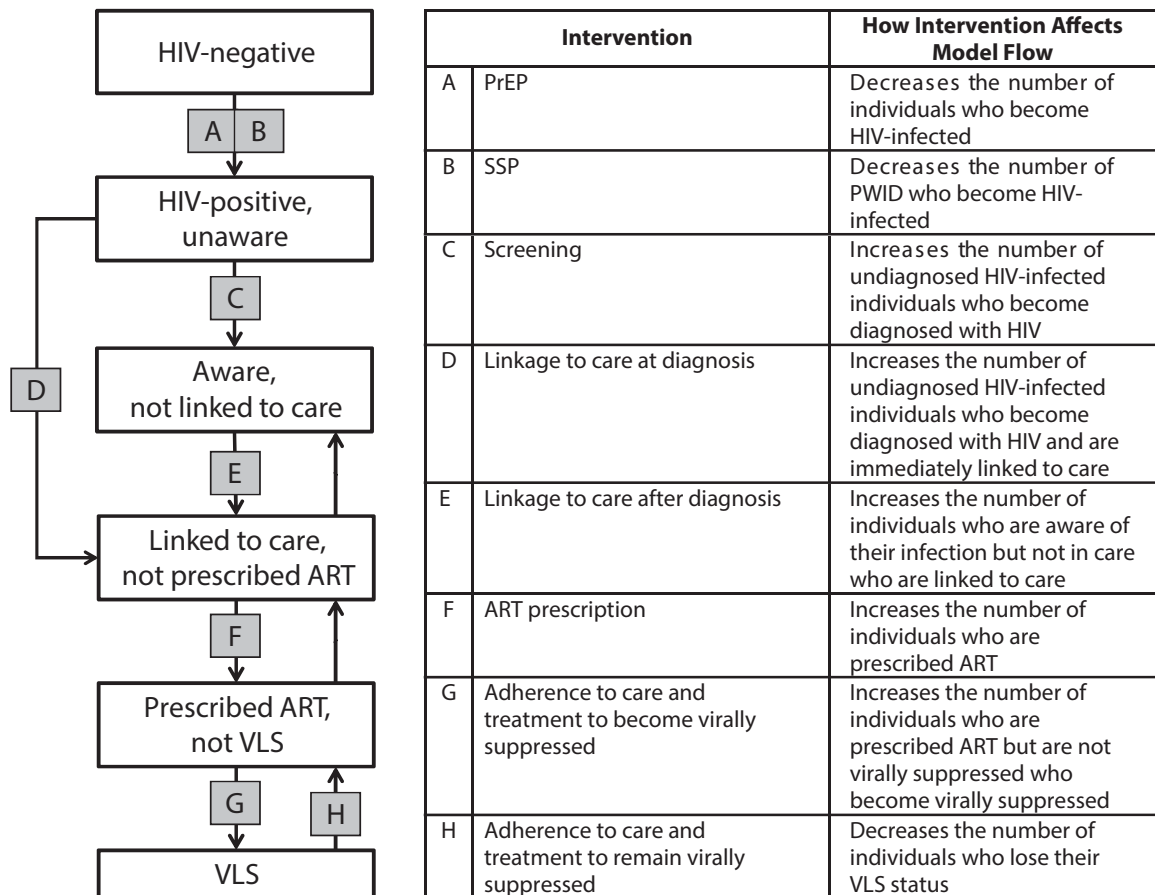 HIV-negative
A B
HIV-positive,
unaware
C
D
Aware,
not linked to care
E
Linked to care,
not prescribed ART
F
Prescribed ART,
not VLS
G
H
VLS
Intervention
How Intervention Affects
Model Flow
A
PrEP
Decreases the number of
individuals who become
HIV-infected
B
SSP
Decreases the number of
PWID who become HIV-
infected
C
Screening
Increases the number of
undiagnosed HIV-infected
individuals who become
diagnosed with HIV
D
Linkage to care at diagnosis
Increases the number of
undiagnosed HIV-infected
individuals who become
diagnosed with HIV and are
immediately linked to care
E
Linkage to care after diagnosis
Increases the number of
individuals who are aware of
their infection but not in care
who are linked to care
F
ART prescription
Increases the number of
individuals who are
prescribed ART
G
Adherence to care and
treatment to become virally
suppressed
Increases the number of
individuals who are
prescribed ART but are not
virally suppressed who
become virally suppressed
H
Adherence to care and
treatment to remain virally
suppressed
Decreases the number of
individuals who lose their
VLS status